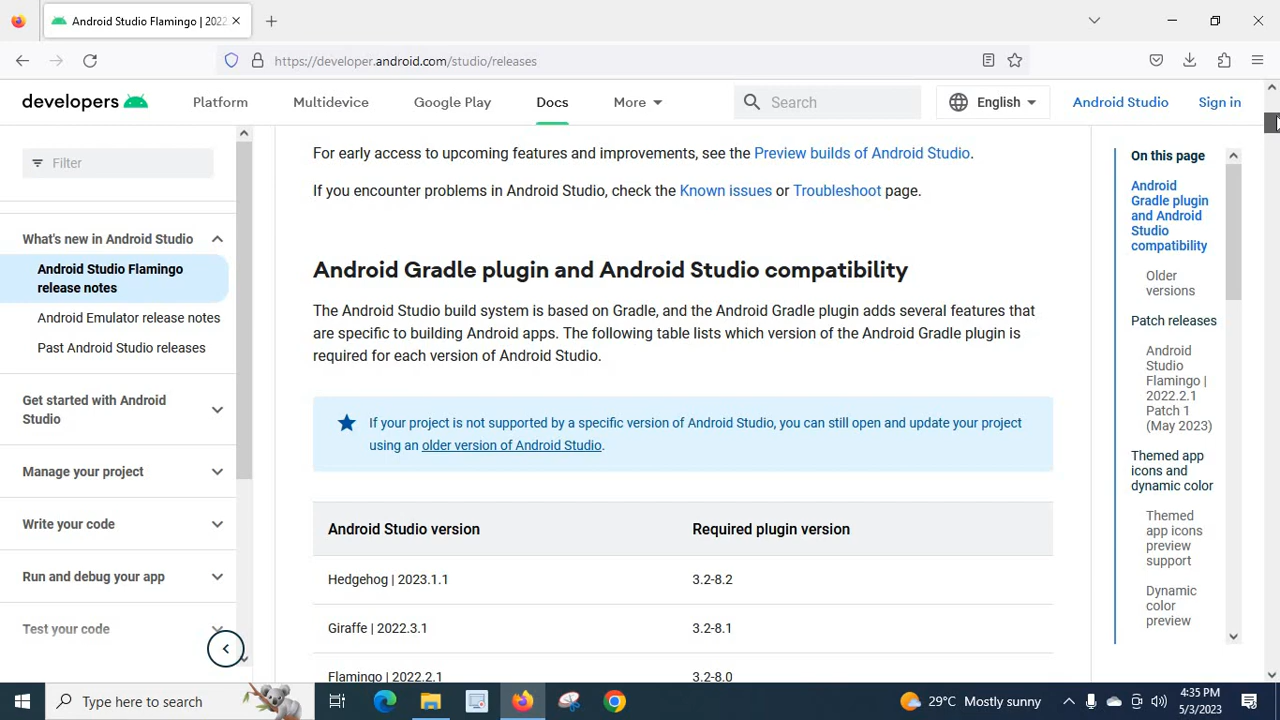 Android Studio Flamingo | 2022
https://developer.android.com/studio/releases
developers
Platform
Multidevice
Google Play
Docs
More
Search
English
Android Studio
Sign in
Filter
What's new in Android Studio
Android Studio Flamingo
release notes
Android Emulator release notes
Past Android Studio releases
Get started with Android
Studio
Manage your project
Write your code
Run and debug your app
Test your code
For early access to upcoming features and improvements, see the Preview builds of Android Studio.
If you encounter problems in Android Studio, check the Known issues or Troubleshoot page.
Android Gradle plugin and Android Studio compatibility
The Android Studio build system is based on Gradle, and the Android Gradle plugin adds several features that
are specific to building Android apps. The following table lists which version of the Android Gradle plugin is
required for each version of Android Studio.
If your project is not supported by a specific version of Android Studio, you can still open and update your project
using an older version of Android Studio.
Android Studio version
Required plugin version
Hedgehog | 2023.1.1
3.2-8.2
Giraffe | 2022.3.1
3.2-8.1
Flamingo | 2022.2.1
3.2-8.0
On this page
Android
Gradle plugin
and Android
Studio
compatibility
Older
versions
Patch releases
Android
Studio
Flamingo |
2022.2.1
Patch 1
(May 2023)
Themed app
icons and
dynamic color
Themed
app icons
preview
support
Dynamic
color
preview
Type here to search
29°C Mostly sunny
4:35 PM
5/3/2023